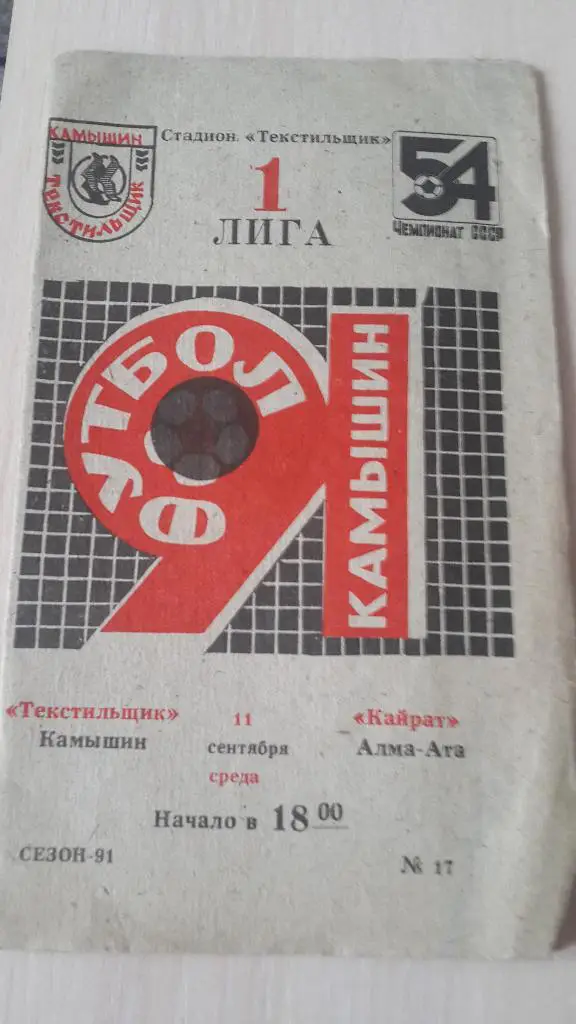 КАМЫШИН
ТЕКСТИЛЬЩИК
Стадион «Текстильщик»
1
ЛИГА
54
ЧЕМПИОНАТ СССР
ФУТБОЛ
91
КАМЫШИН
«Текстильщик»
Камышин
11
сентября
среда
«Кайрат»
Алма-Ата
Начало в 18 00
СЕЗОН-91
№ 17